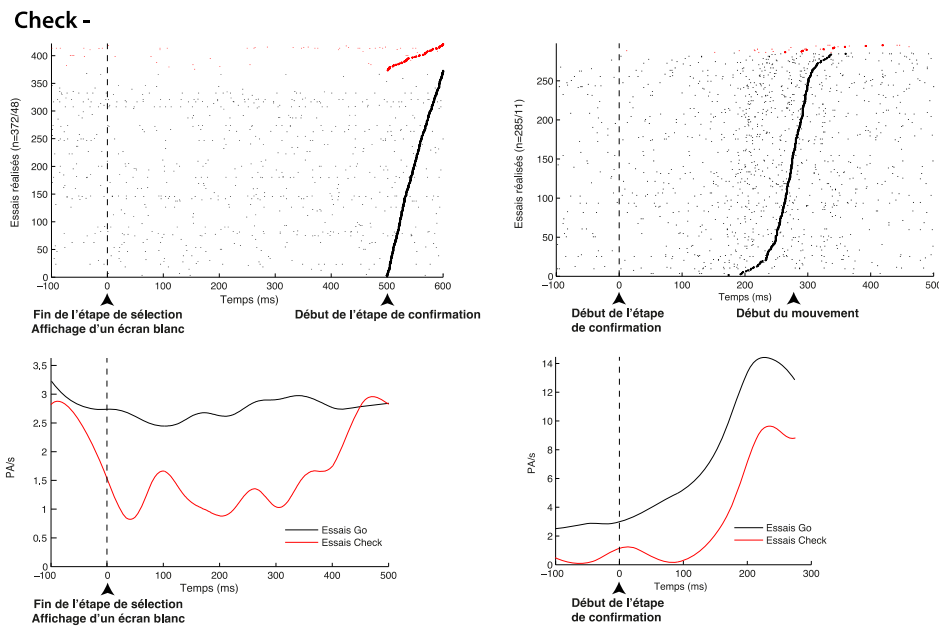 Check -
Essais réalisés (n=372/48)
400
350
300
250
200
150
100
50
0
−100 0 100 200 300 400 500 600
Temps (ms)
Fin de l'étape de sélection
Affichage d'un écran blanc
Début de l'étape de confirmation
Essais réalisés (n=285/11)
250
200
150
100
50
0
−100 0 100 200 300 400 500
Temps (ms)
Début de l'étape
de confirmation
Début du mouvement
PA/s
3,5
3
2.5
2
1.5
1
0.5
0
−100 0 100 200 300 400 500
Temps (ms)
Essais Go
Essais Check
Fin de l'étape de sélection
Affichage d'un écran blanc
PA/s
14
12
10
8
6
4
2
0
−100 0 100 200 300
Temps (ms)
Essais Go
Essais Check
Début de l'étape
de confirmation